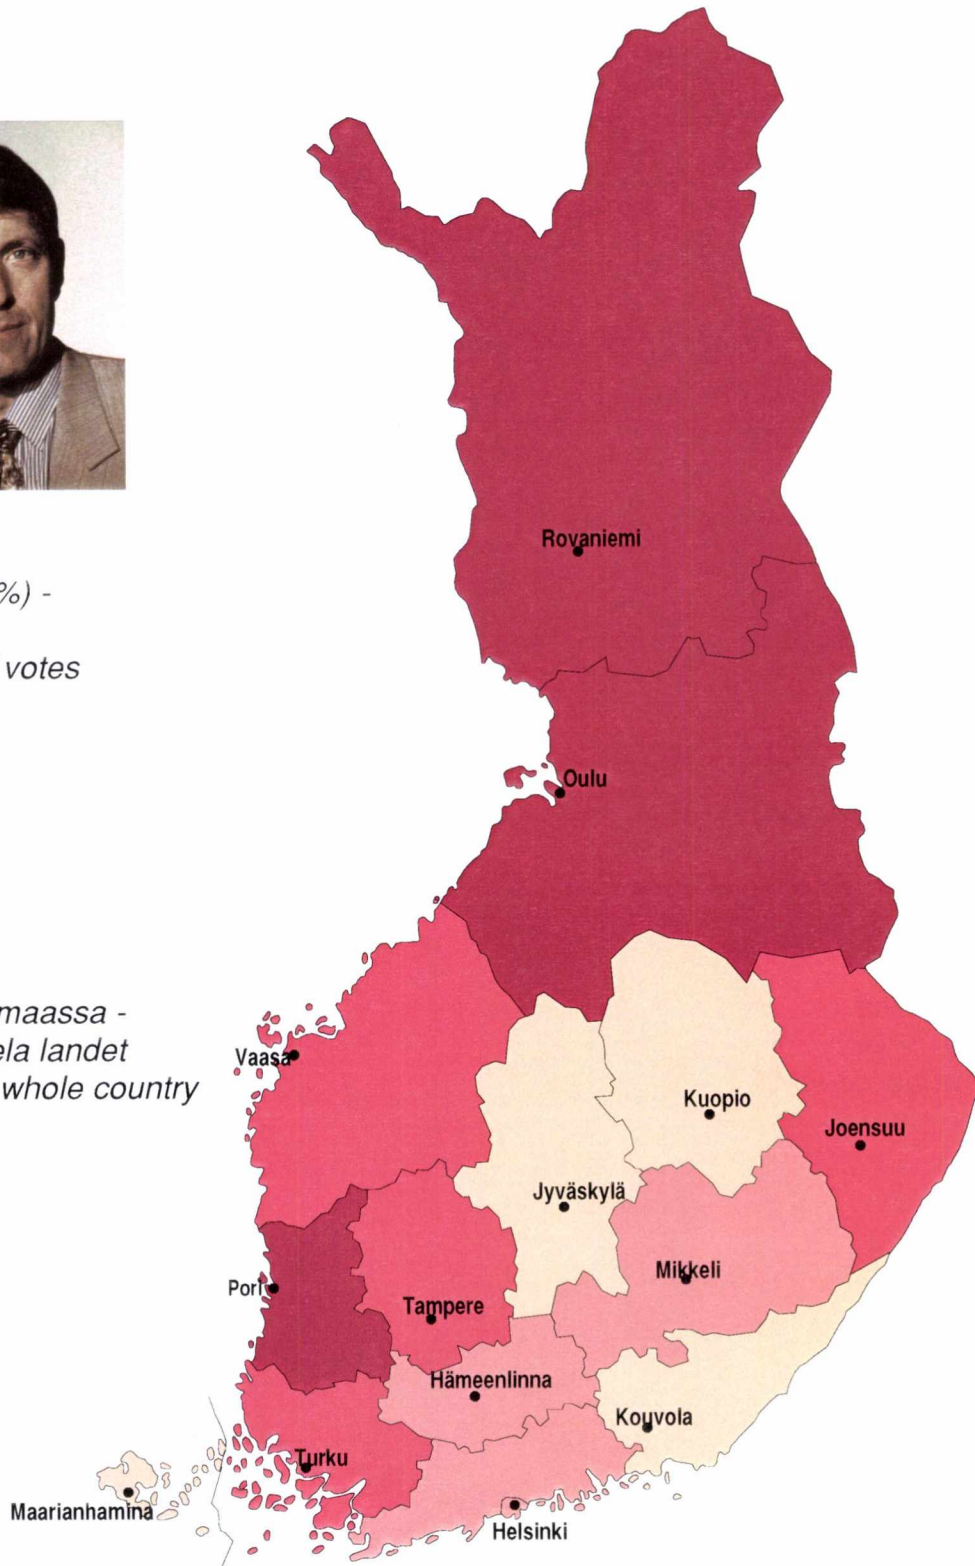 %) -
votes
maassa -
ela landet
whole country
Rovaniemi
Oulu
Vaasa
Kuopio
Joensuu
Jyväskylä
Mikkeli
Pori
Tampere
Hämeenlinna
Kouvola
Turku
Maarianhamina
Helsinki